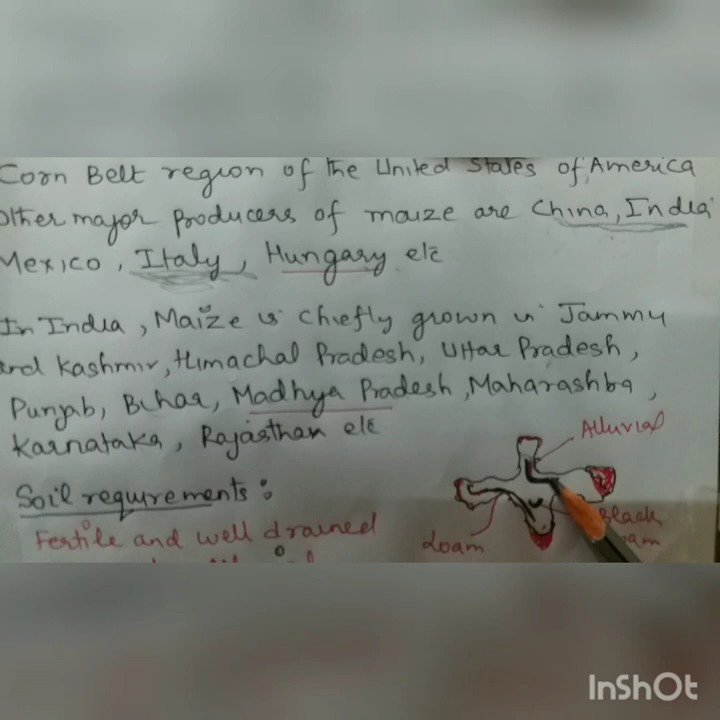 Corn Belt region of the United States of America
Other major producers of maize are China, India
Mexico, Italy, Hungary etc
In India, Maize is chiefly grown in Jammu
and Kashmir, Himachal Pradesh, Uttar Pradesh,
Punjab, Bihar, Madhya Pradesh, Maharashtra,
Karnataka, Rajasthan etc
Alluvial
Soil requirements:
Fertile and well drained
Black
Loam
InShOt